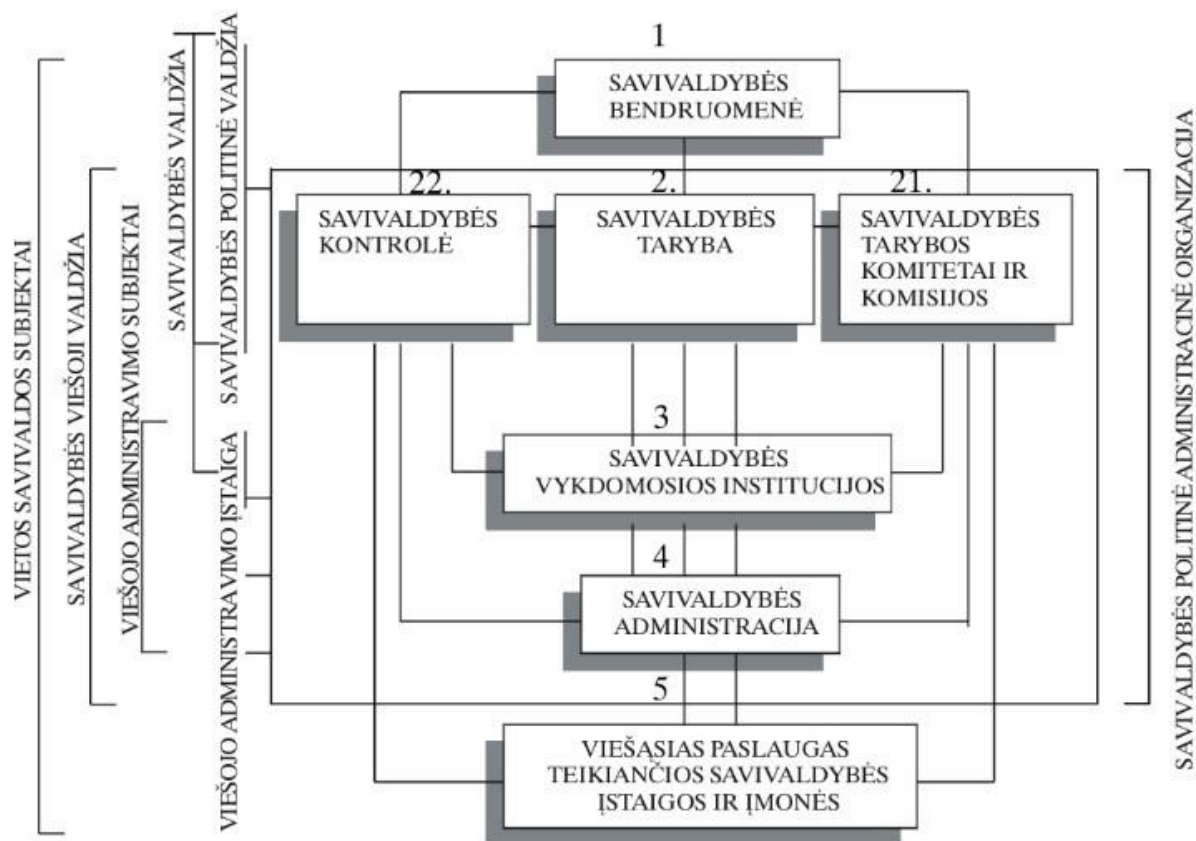 VIETOS SAVIVALDOS SUBJEKTAI
SAVIVALDYBĖS VIEŠOJI VALDŽIA
VIEŠOJO ADMINISTRAVIMO SUBJEKTAI
SAVIVALDYBĖS VALDŽIA
SAVIVALDYBĖS POLITINĖ VALDŽIA
VIEŠOJO ADMINISTRAVIMO ĮSTAIGA
1
SAVIVALDYBĖS
BENDRUOMENĖ
22.
SAVIVALDYBĖS
KONTROLĖ
2.
SAVIVALDYBĖS
TARYBA
21.
SAVIVALDYBĖS
TARYBOS
KOMITETAI IR
KOMISIJOS
3
SAVIVALDYBĖS
VYKDOMOSIOS INSTITUCIJOS
4
SAVIVALDYBĖS
ADMINISTRACIJA
5
VIEŠĄSIAS PASLAUGAS
TEIKIANČIOS SAVIVALDYBĖS
ĮSTAIGOS IR ĮMONĖS
SAVIVALDYBĖS POLITINĖ ADMINISTRACINĖ ORGANIZACIJA